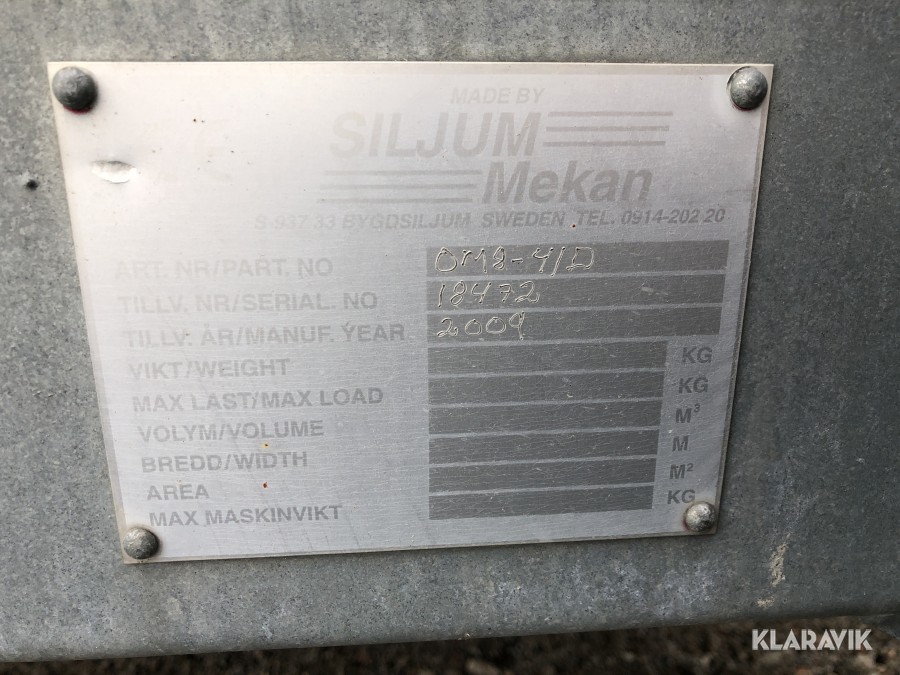 MADE BY
SILJUM
Mekan
S-937 33 BYGDSILJUM SWEDEN TEL. 0914-202 20
ART. NR/PART. NO OM8-41D
TILLV. NR/SERIAL. NO 18472
TILLV. ÅR/MANUF. YEAR 2009
VIKT/WEIGHT KG
MAX LAST/MAX LOAD KG
VOLYM/VOLUME M³
BREDD/WIDTH M
AREA M²
MAX MASKINVIKT KG
KLARAVIK